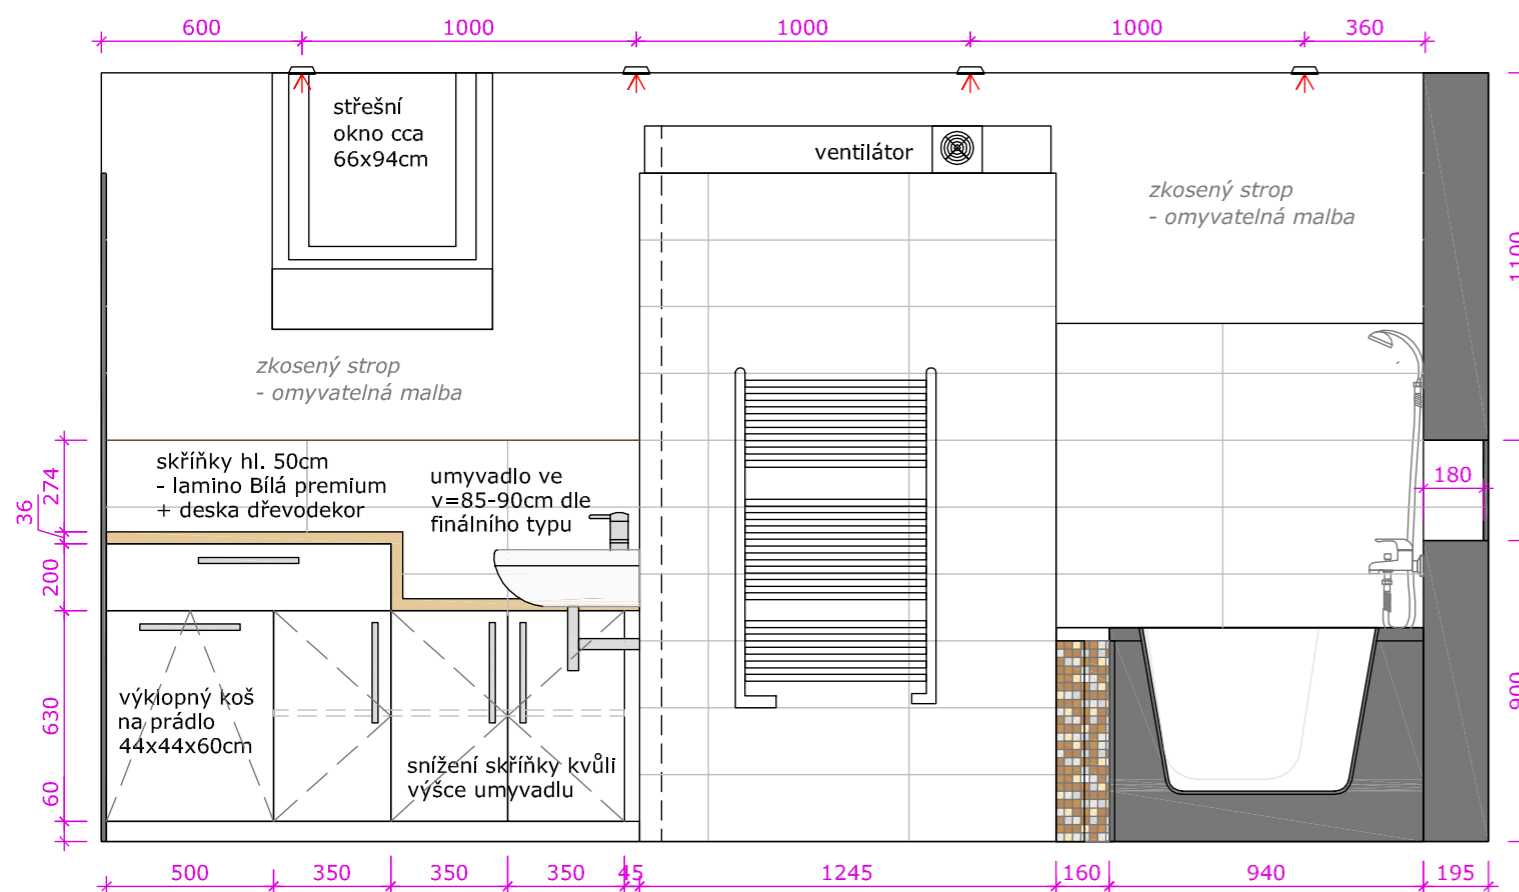 600 1000 1000 1000 360
střešní
okno cca
66x94cm
ventilátor
zkosený strop
- omyvatelná malba
1100
zkosený strop
- omyvatelná malba
skříňky hl. 50cm
- lamino Bílá premium
+ deska dřevodekor
umyvadlo ve
v=85-90cm dle
finálního typu
274
36
200
630
60
180
900
výklopný koš
na prádlo
44x44x60cm
snížení skříňky kvůli
výšce umyvadlu
500 350 350 350 45 1245 160 940 195